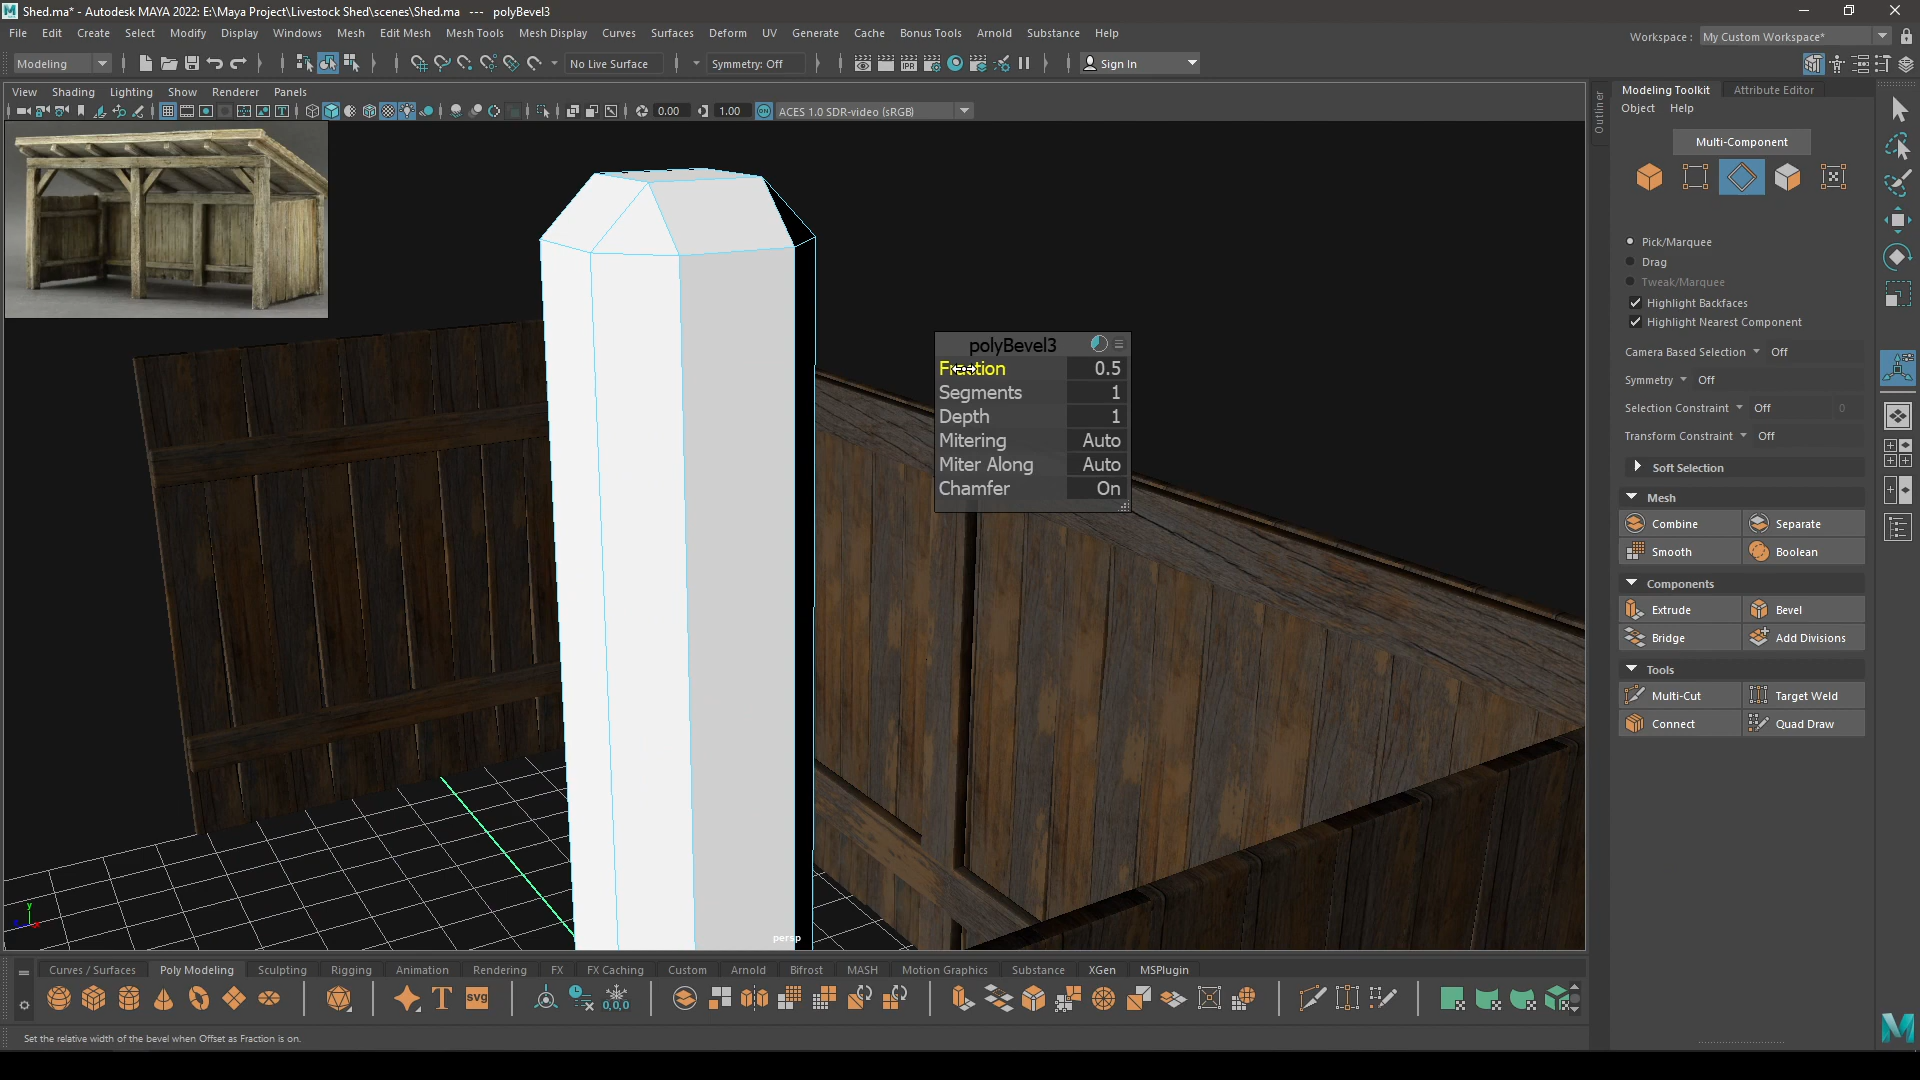 Shed.ma* - Autodesk MAYA 2022: E:\Maya Project\Livestock Shed\scenes\Shed.ma --- polyBevel3
File Edit Create Select Modify Display Windows Mesh Edit Mesh Mesh Tools Mesh Display Curves Surfaces Deform UV Generate Cache Bonus Tools Arnold Substance Help
Workspace : My Custom Workspace*
Modeling No Live Surface Symmetry: Off IPR Sign In
View Shading Lighting Show Renderer Panels
0.00 1.00 ON ACES 1.0 SDR-video (sRGB)
Outliner
Modeling Toolkit Attribute Editor
Object Help
Multi-Component
Pick/Marquee
Drag
Tweak/Marquee
Highlight Backfaces
Highlight Nearest Component
Camera Based Selection Off
Symmetry Off
Selection Constraint Off 0
Transform Constraint Off
Soft Selection
Mesh
Combine Separate
Smooth Boolean
Components
Extrude Bevel
Bridge Add Divisions
Tools
Multi-Cut Target Weld
Connect Quad Draw
polyBevel3
Fraction 0.5
Segments 1
Depth 1
Mitering Auto
Miter Along Auto
Chamfer On
y
persp
Curves / Surfaces Poly Modeling Sculpting Rigging Animation Rendering FX FX Caching Custom Arnold Bifrost MASH Motion Graphics Substance XGen MSPlugin
T svg 0,0,0
Set the relative width of the bevel when Offset as Fraction is on.
M